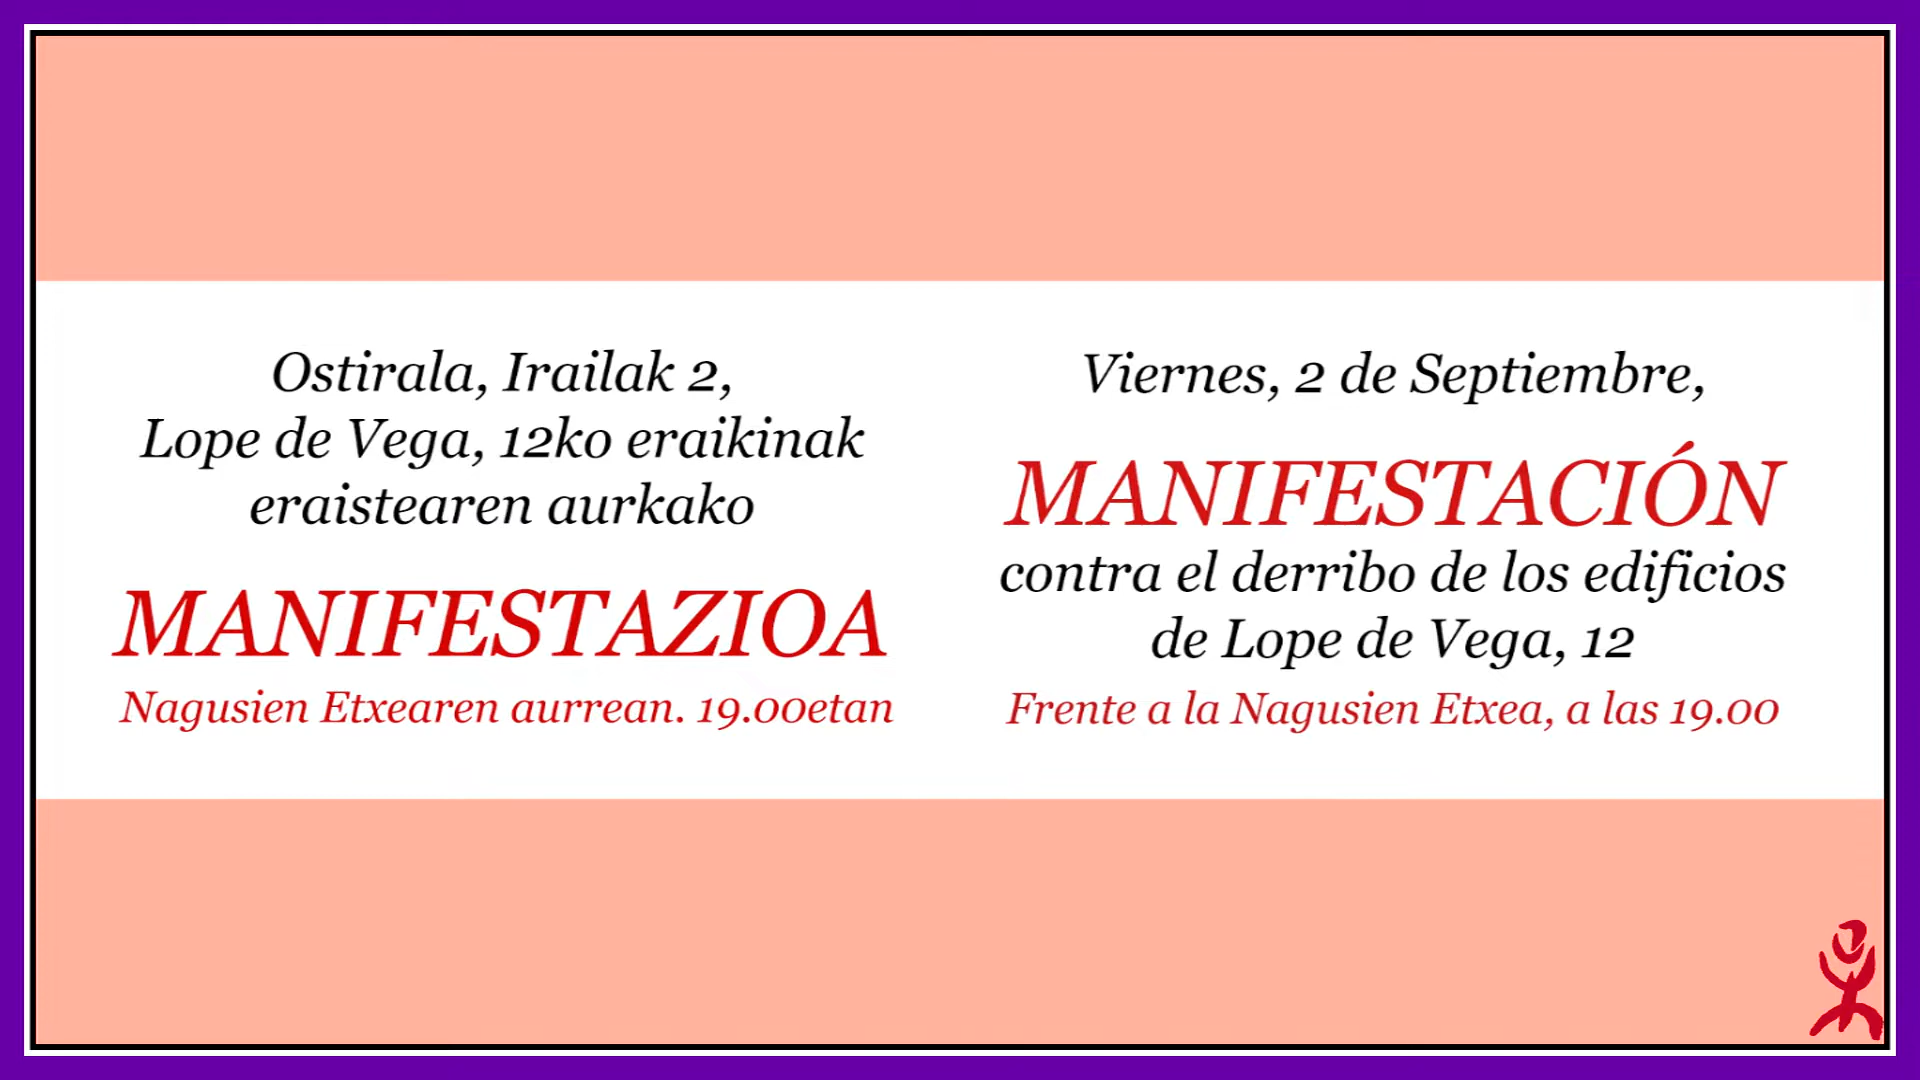 Ostirala, Irailak 2,
Lope de Vega, 12ko eraikinak
eraistearen aurkako
MANIFESTAZIOA
Nagusien Etxearen aurrean. 19.00etan
Viernes, 2 de Septiembre,
MANIFESTACIÓN
contra el derribo de los edificios
de Lope de Vega, 12
Frente a la Nagusien Etxea, a las 19.00